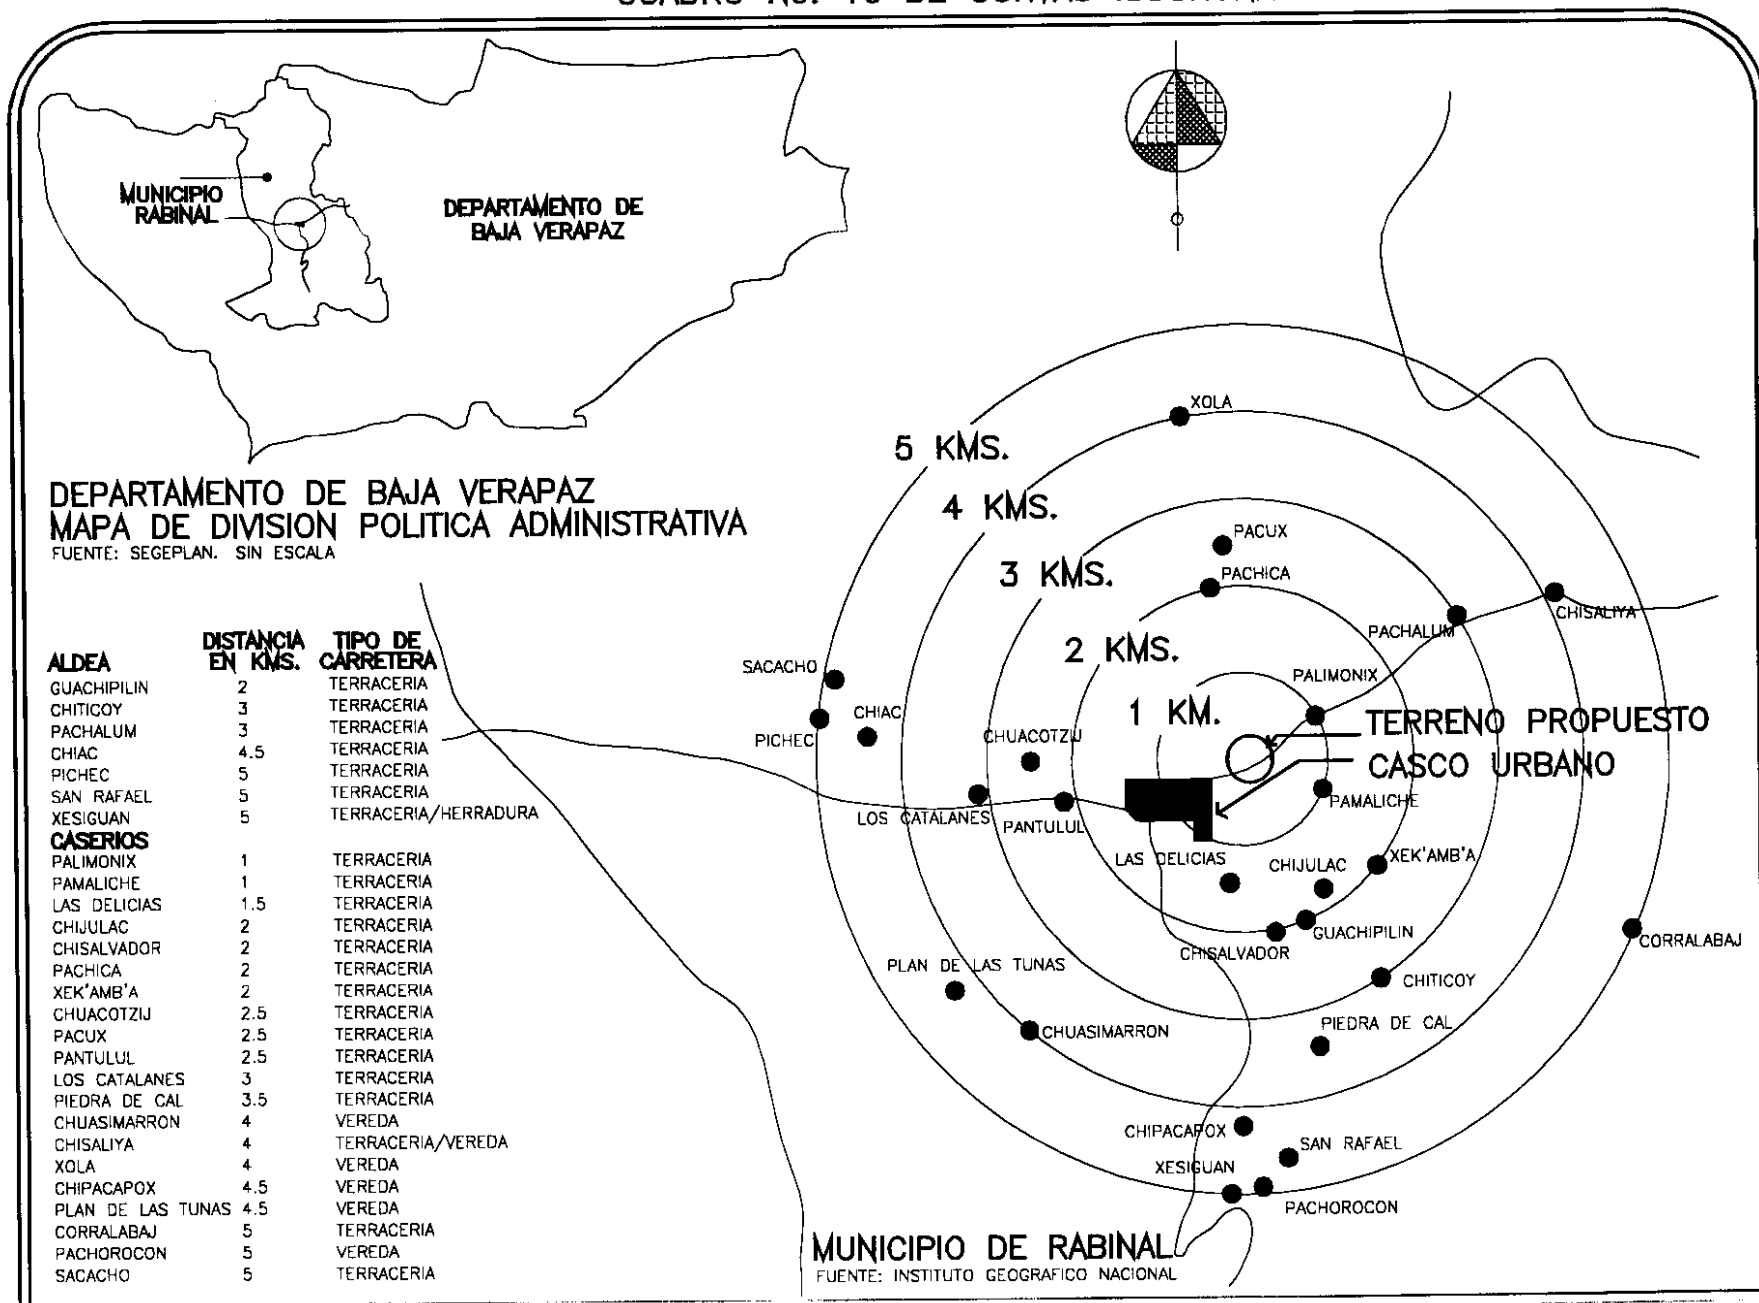 MUNICIPIO
RABINAL
DEPARTAMENTO DE
BAJA VERAPAZ
DEPARTAMENTO DE BAJA VERAPAZ
MAPA DE DIVISION POLITICA ADMINISTRATIVA
FUENTE: SEGEPLAN. SIN ESCALA
ALDEA DISTANCIA EN KMS. TIPO DE CARRETERA
GUACHIPILIN 2 TERRACERIA
CHITICOY 3 TERRACERIA
PACHALUM 3 TERRACERIA
CHIAC 4.5 TERRACERIA
PICHEC 5 TERRACERIA
SAN RAFAEL 5 TERRACERIA
XESIGUAN 5 TERRACERIA/HERRADURA
CASERIOS
PALIMONIX 1 TERRACERIA
PAMALICHE 1 TERRACERIA
LAS DELICIAS 1.5 TERRACERIA
CHIJULAC 2 TERRACERIA
CHISALVADOR 2 TERRACERIA
PACHICA 2 TERRACERIA
XEK'AMB'A 2 TERRACERIA
CHUACOTZIJ 2.5 TERRACERIA
PACUX 2.5 TERRACERIA
PANTULUL 2.5 TERRACERIA
LOS CATALANES 3 TERRACERIA
PIEDRA DE CAL 3.5 TERRACERIA
CHUASIMARRON 4 VEREDA
CHISALIYA 4 TERRACERIA/VEREDA
XOLA 4 VEREDA
CHIPACAPOX 4.5 VEREDA
PLAN DE LAS TUNAS 4.5 VEREDA
CORRALABAJ 5 TERRACERIA
PACHOROCON 5 VEREDA
SACACHO 5 TERRACERIA
XOLA
5 KMS.
4 KMS.
PACUX
3 KMS.
PACHICA
CHISALIYA
PACHALUM
2 KMS.
SACACHO
PALIMONIX
1 KM.
CHIAC
TERRENO PROPUESTO
PICHEC
CHUACOTZIJ
CASCO URBANO
PAMALICHE
LOS CATALANES
PANTULUL
LAS DELICIAS
CHIJULAC
XEK'AMB'A
GUACHIPILIN
CORRALABAJ
CHISALVADOR
PLAN DE LAS TUNAS
CHITICOY
CHUASIMARRON
PIEDRA DE CAL
CHIPACAPOX
SAN RAFAEL
XESIGUAN
PACHOROCON
MUNICIPIO DE RABINAL
FUENTE: INSTITUTO GEOGRAFICO NACIONAL